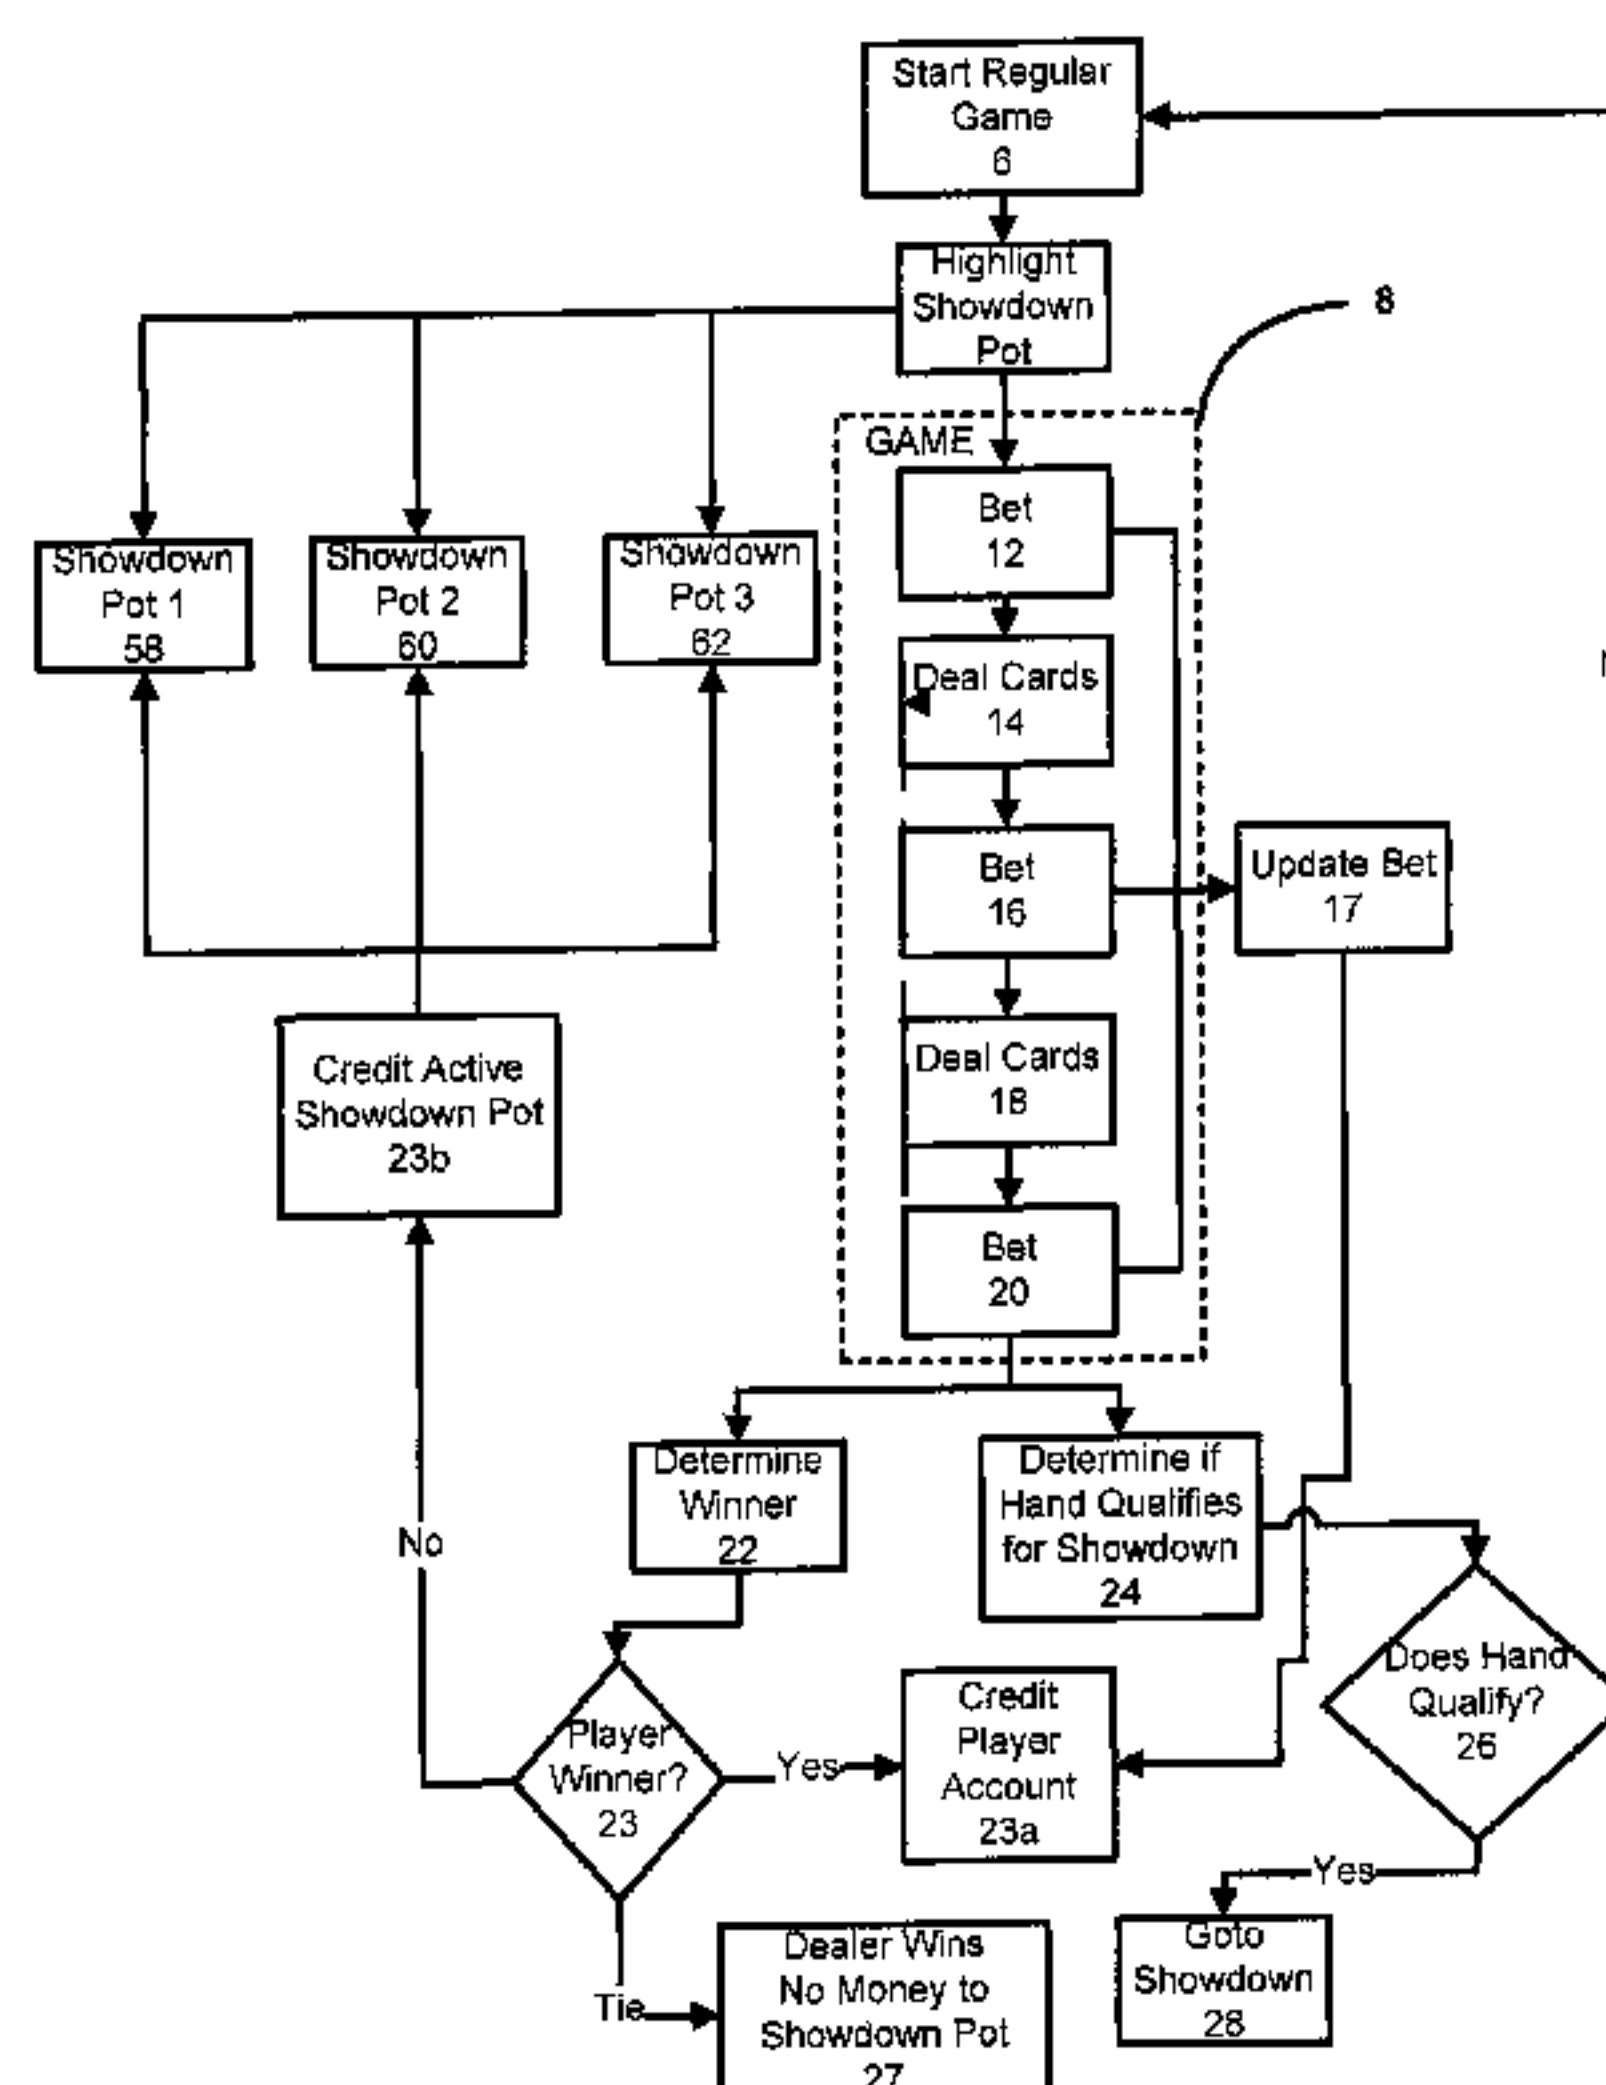 Start Regular
Game
6
Highlight
Showdown
Pot
8
GAME
Bet
12
Showdown
Pot 1
58
Showdown
Pot 2
60
Showdown
Pot 3
62
Deal Cards
14
Bet
16
Update Bet
17
Deal Cards
18
Credit Active
Showdown Pot
23b
Bet
20
Determine
Winner
22
Determine if
Hand Qualifies
for Showdown
24
No
Does Hand
Qualify?
26
Player
Winner?
23
Yes
Credit
Player
Account
23a
Yes
Goto
Showdown
28
Tie
Dealer Wins
No Money to
Showdown Pot
27